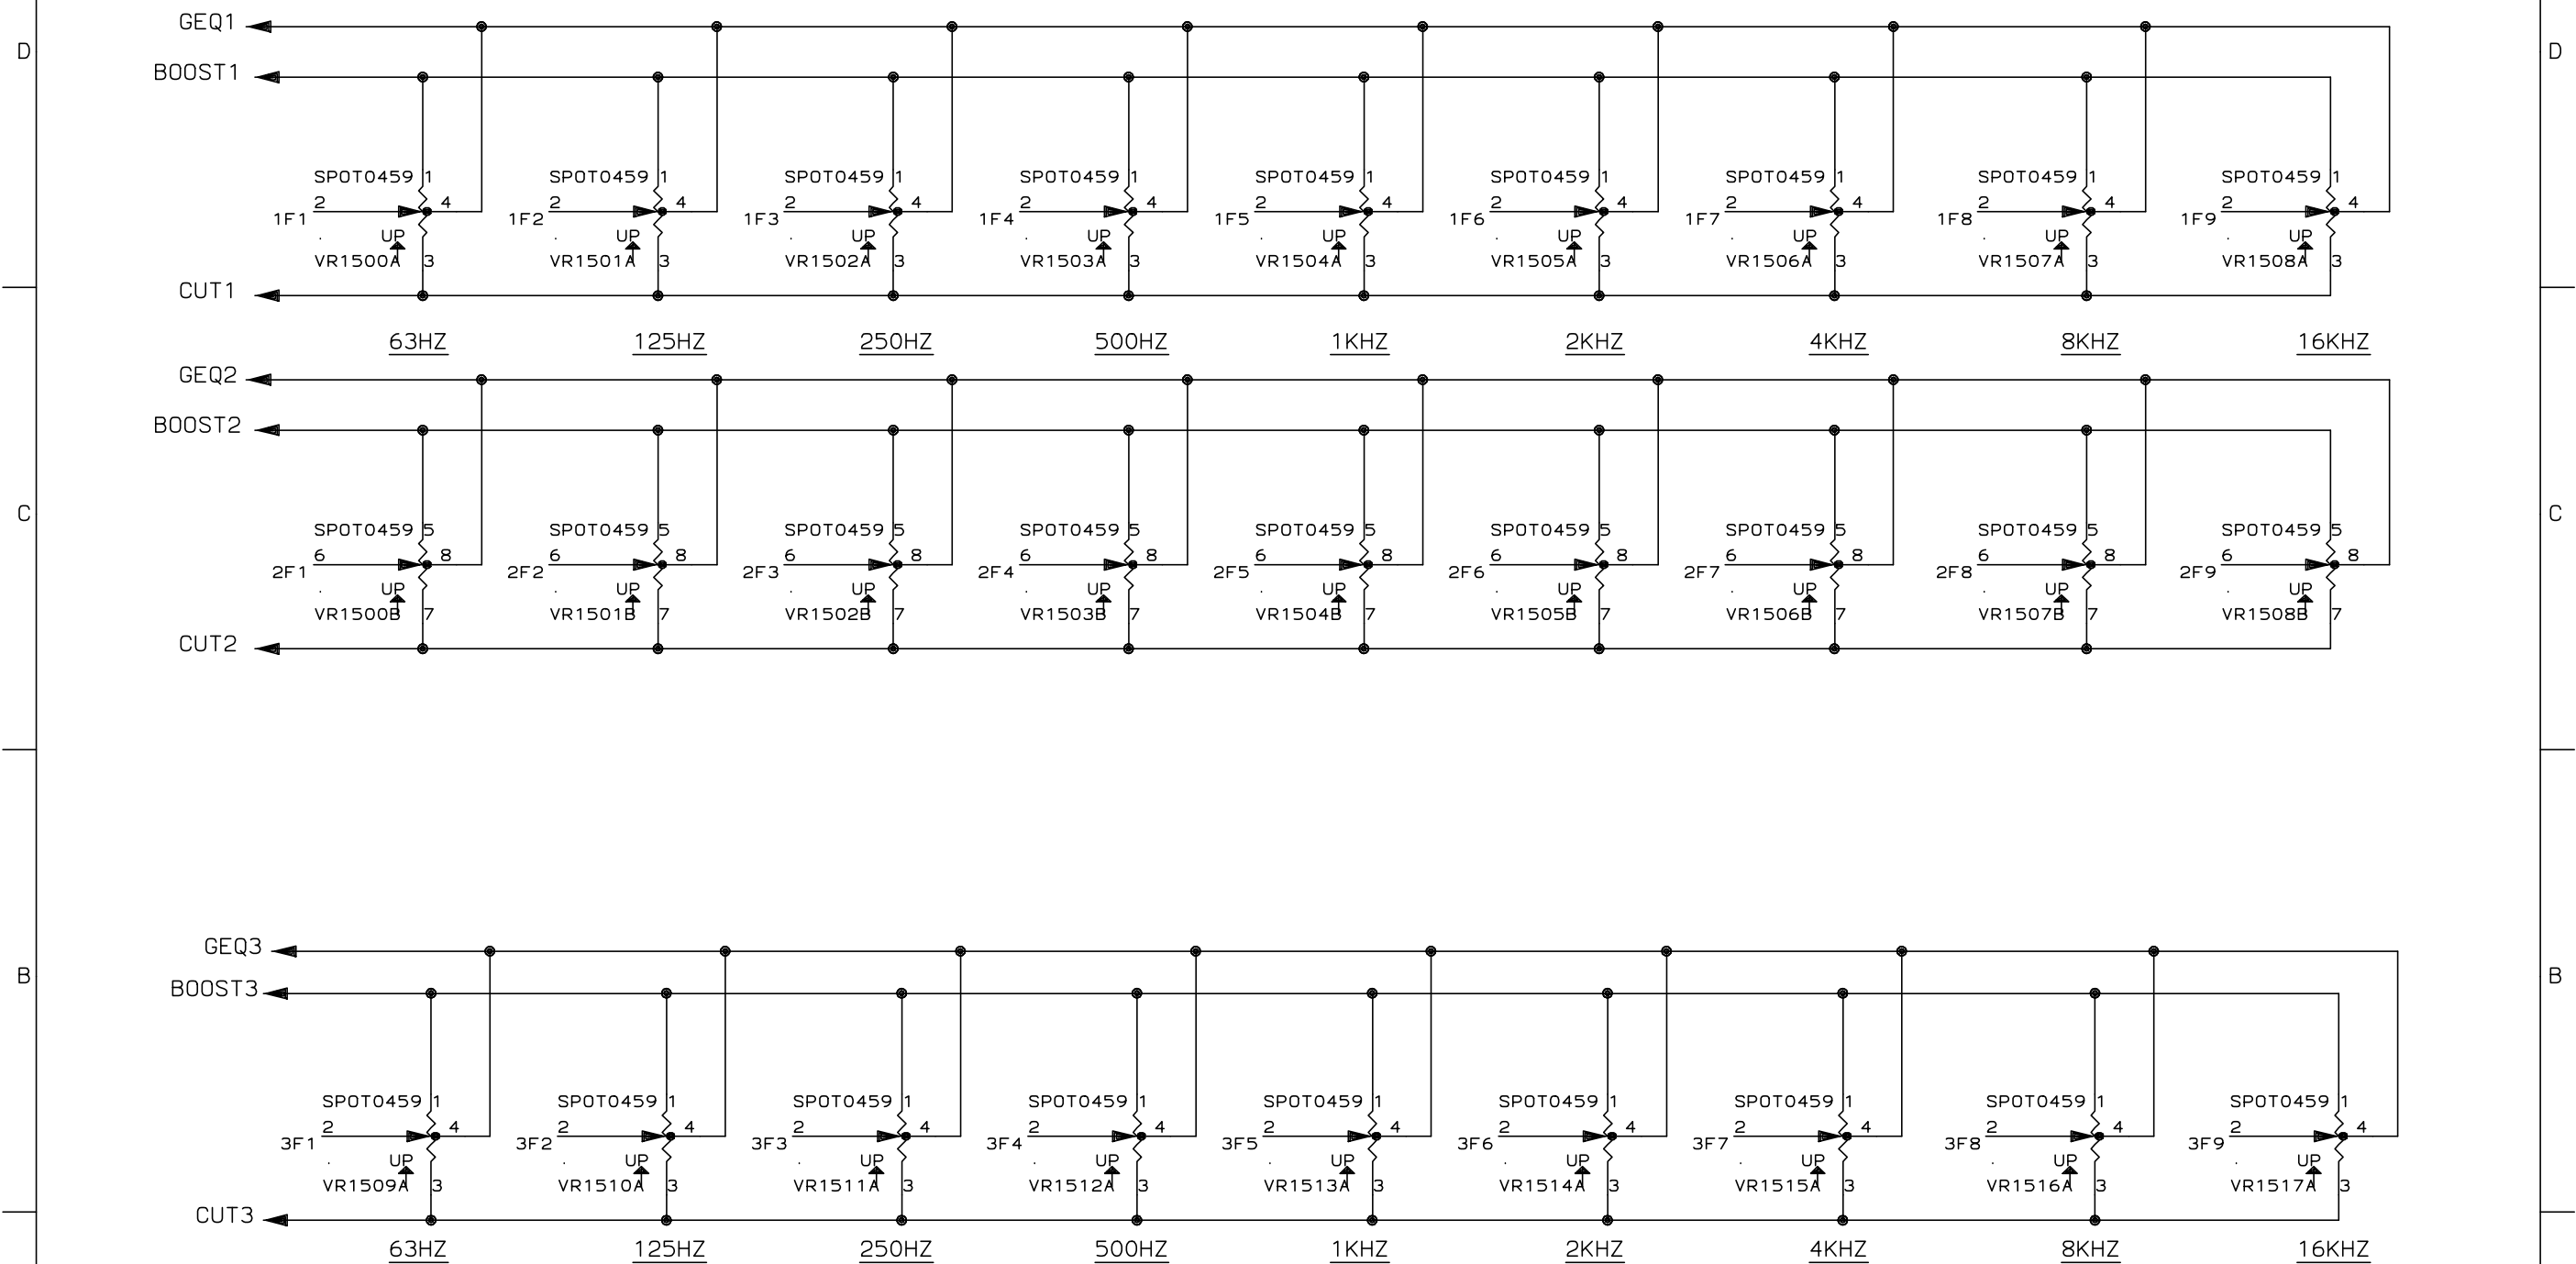 GEQ1
D D
BOOST1
SPOT0459 1 SPOT0459 1 SPOT0459 1 SPOT0459 1 SPOT0459 1 SPOT0459 1 SPOT0459 1 SPOT0459 1 SPOT0459 1
2 4 2 4 2 4 2 4 2 4 2 4 2 4 2 4 2 4
1F1 1F2 1F3 1F4 1F5 1F6 1F7 1F8 1F9
UP UP UP UP UP UP UP UP UP
VR1500A 3 VR1501A 3 VR1502A 3 VR1503A 3 VR1504A 3 VR1505A 3 VR1506A 3 VR1507A 3 VR1508A 3
CUT1
63HZ 125HZ 250HZ 500HZ 1KHZ 2KHZ 4KHZ 8KHZ 16KHZ
GEQ2
BOOST2
C C
SPOT0459 5 SPOT0459 5 SPOT0459 5 SPOT0459 5 SPOT0459 5 SPOT0459 5 SPOT0459 5 SPOT0459 5 SPOT0459 5
6 8 6 8 6 8 6 8 6 8 6 8 6 8 6 8 6 8
2F1 2F2 2F3 2F4 2F5 2F6 2F7 2F8 2F9
UP UP UP UP UP UP UP UP UP
VR1500B 7 VR1501B 7 VR1502B 7 VR1503B 7 VR1504B 7 VR1505B 7 VR1506B 7 VR1507B 7 VR1508B 7
CUT2
GEQ3
B B
BOOST3
SPOT0459 1 SPOT0459 1 SPOT0459 1 SPOT0459 1 SPOT0459 1 SPOT0459 1 SPOT0459 1 SPOT0459 1 SPOT0459 1
2 4 2 4 2 4 2 4 2 4 2 4 2 4 2 4 2 4
3F1 3F2 3F3 3F4 3F5 3F6 3F7 3F8 3F9
UP UP UP UP UP UP UP UP UP
VR1509A 3 VR1510A 3 VR1511A 3 VR1512A 3 VR1513A 3 VR1514A 3 VR1515A 3 VR1516A 3 VR1517A 3
CUT3
63HZ 125HZ 250HZ 500HZ 1KHZ 2KHZ 4KHZ 8KHZ 16KHZ